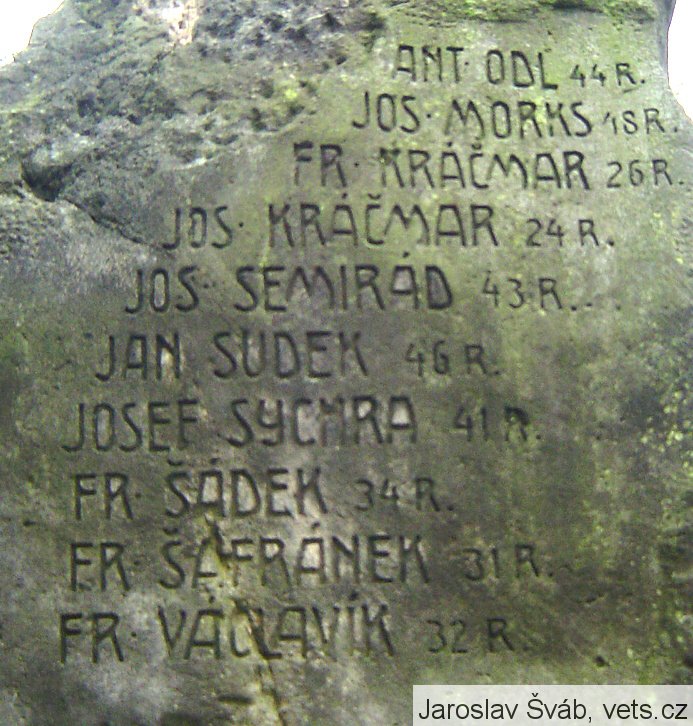 ANT· ODL 44 R.
JOS· MORKS 18 R.
FR· KRÁČMAR 26 R.
JOS· KRÁČMAR 24 R.
JOS· SEMIRÁD 43 R.
JAN SUDEK 46 R.
JOSEF SYCHRA 41 R.
FR· ŠÁDEK 34 R.
FR· ŠAFRÁNEK 31 R.
FR· VÁCLAVÍK 32 R.
Jaroslav Šváb, vets.cz